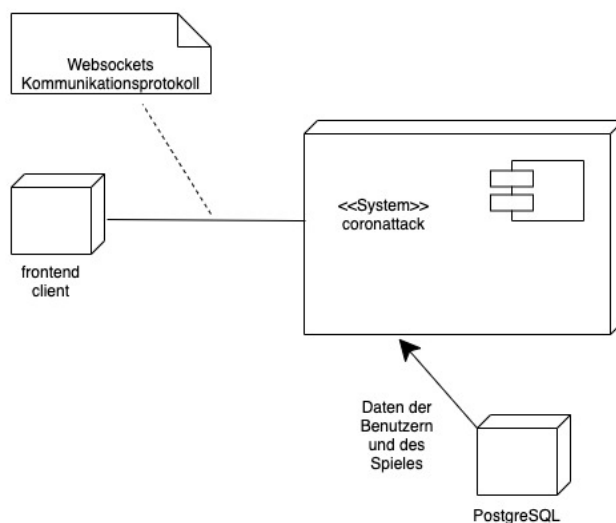 Websockets
Kommunikationsprotokoll
<<System>>
coronattack
frontend
client
Daten der
Benutzern
und des
Spieles
PostgreSQL